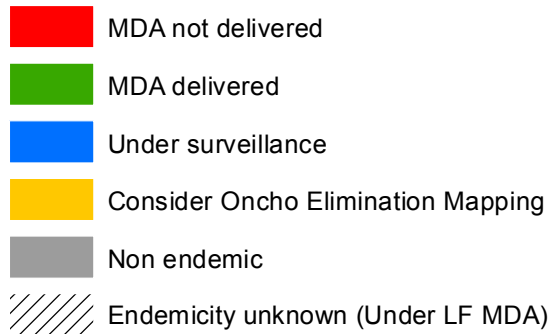 MDA not delivered
MDA delivered
Under surveillance
Consider Oncho Elimination Mapping
Non endemic
Endemicity unknown (Under LF MDA)